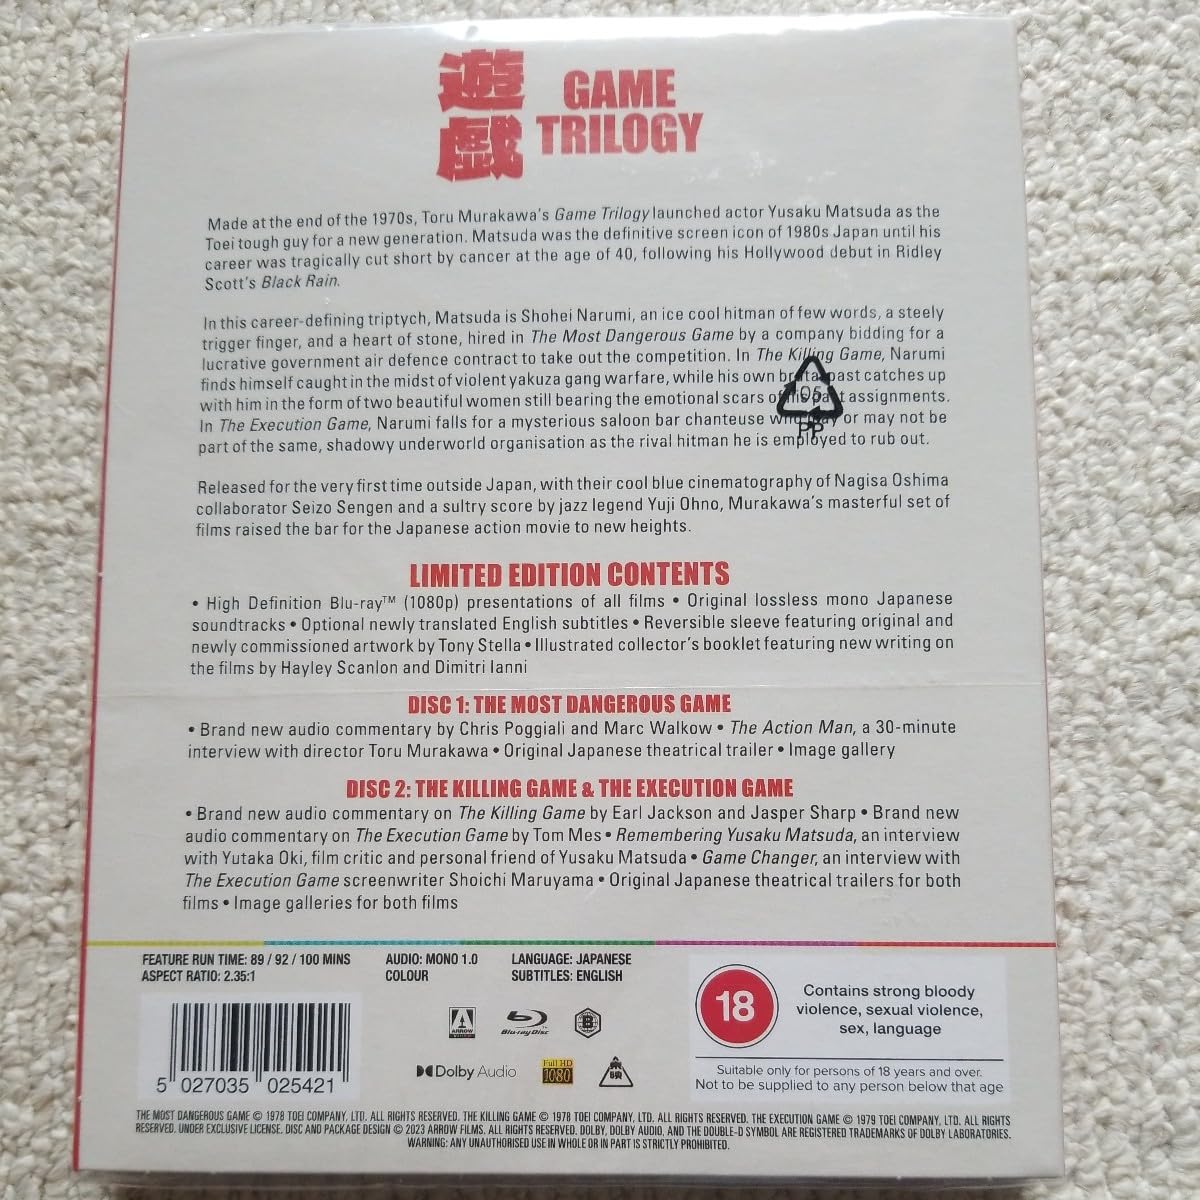 遊戯
GAME
TRILOGY
Made at the end of the 1970s, Toru Murakawa's Game Trilogy launched actor Yusaku Matsuda as the
Toei tough guy for a new generation. Matsuda was the definitive screen icon of 1980s Japan until his
career was tragically cut short by cancer at the age of 40, following his Hollywood debut in Ridley
Scott's Black Rain.
In this career-defining triptych, Matsuda is Shohei Narumi, an ice cool hitman of few words, a steely
trigger finger, and a heart of stone, hired in The Most Dangerous Game by a company bidding for a
lucrative government air defence contract to take out the competition. In The Killing Game, Narumi
finds himself caught in the midst of violent yakuza gang warfare, while his own brutal past catches up
with him in the form of two beautiful women still bearing the emotional scars of his past assignments.
In The Execution Game, Narumi falls for a mysterious saloon bar chanteuse who may or may not be
part of the same, shadowy underworld organisation as the rival hitman he is employed to rub out.
05
PP
Released for the very first time outside Japan, with their cool blue cinematography of Nagisa Oshima
collaborator Seizo Sengen and a sultry score by jazz legend Yuji Ohno, Murakawa's masterful set of
films raised the bar for the Japanese action movie to new heights.
LIMITED EDITION CONTENTS
• High Definition Blu-ray™ (1080p) presentations of all films • Original lossless mono Japanese
soundtracks • Optional newly translated English subtitles • Reversible sleeve featuring original and
newly commissioned artwork by Tony Stella • Illustrated collector's booklet featuring new writing on
the films by Hayley Scanlon and Dimitri Ianni
DISC 1: THE MOST DANGEROUS GAME
• Brand new audio commentary by Chris Poggiali and Marc Walkow • The Action Man, a 30-minute
interview with director Toru Murakawa • Original Japanese theatrical trailer • Image gallery
DISC 2: THE KILLING GAME & THE EXECUTION GAME
• Brand new audio commentary on The Killing Game by Earl Jackson and Jasper Sharp • Brand new
audio commentary on The Execution Game by Tom Mes • Remembering Yusaku Matsuda, an interview
with Yutaka Oki, film critic and personal friend of Yusaku Matsuda • Game Changer, an interview with
The Execution Game screenwriter Shoichi Maruyama • Original Japanese theatrical trailers for both
films • Image galleries for both films
FEATURE RUN TIME: 89 / 92 / 100 MINS
ASPECT RATIO: 2.35:1
AUDIO: MONO 1.0
COLOUR
LANGUAGE: JAPANESE
SUBTITLES: ENGLISH
5 027035 025421
ARROW
Blu-ray Disc
B
Dolby Audio
Full HD
1080
18
Contains strong bloody
violence, sexual violence,
sex, language
Suitable only for persons of 18 years and over.
Not to be supplied to any person below that age
THE MOST DANGEROUS GAME © 1978 TOEI COMPANY, LTD. ALL RIGHTS RESERVED. THE KILLING GAME © 1978 TOEI COMPANY, LTD. ALL RIGHTS RESERVED. THE EXECUTION GAME © 1979 TOEI COMPANY, LTD. ALL RIGHTS
RESERVED. UNDER EXCLUSIVE LICENSE. DISC AND PACKAGE DESIGN © 2023 ARROW FILMS. ALL RIGHTS RESERVED. DOLBY, DOLBY AUDIO, AND THE DOUBLE-D SYMBOL ARE REGISTERED TRADEMARKS OF DOLBY LABORATORIES.
WARNING: ANY UNAUTHORISED USE IN WHOLE OR IN PART IS STRICTLY PROHIBITED.